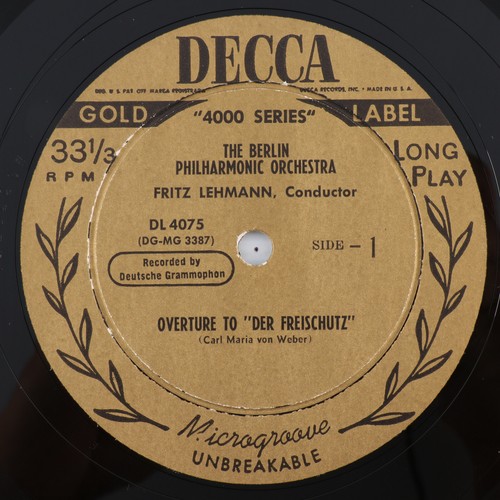 DECCA
REG. U. S. PAT. OFF. MARCA REGISTRADA
DECCA RECORDS, INC. • MADE IN U. S. A.
GOLD LABEL
"4000 SERIES"
33 1/3 RPM
LONG PLAY
THE BERLIN
PHILHARMONIC ORCHESTRA
FRITZ LEHMANN, Conductor
DL 4075
(DG-MG 3387)
SIDE - 1
Recorded by
Deutsche Grammophon
OVERTURE TO "DER FREISCHUTZ"
(Carl Maria von Weber)
Microgroove
UNBREAKABLE